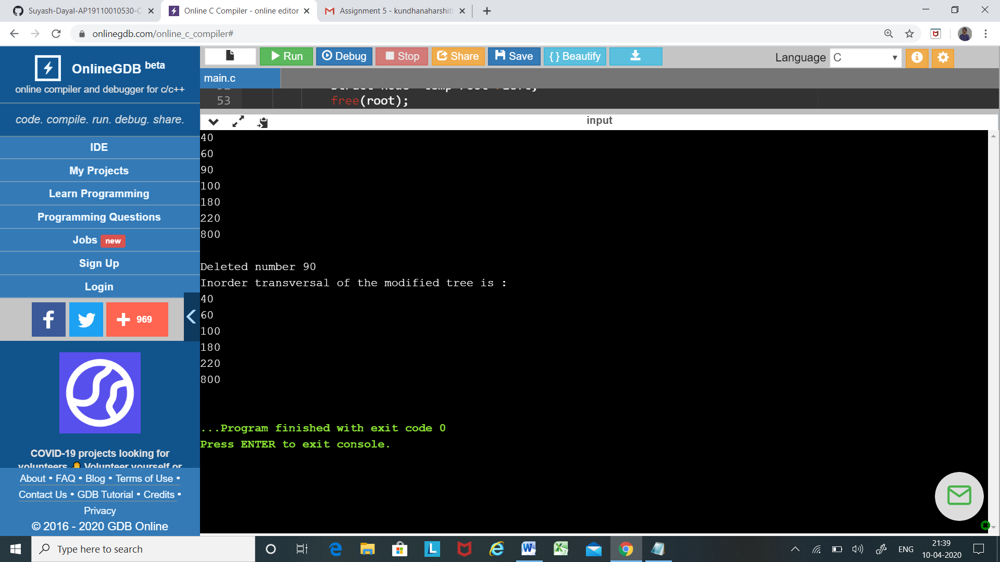 Suyash-Dayal-AP19110010530-C
Online C Compiler - online editor
Assignment 5 - kundhanaharshith
onlinegdb.com/online_c_compiler#
OnlineGDB beta
online compiler and debugger for c/c++
code. compile. run. debug. share.
IDE
My Projects
Learn Programming
Programming Questions
Jobs new
Sign Up
Login
969
COVID-19 projects looking for
volunteers Volunteer yourself or
About • FAQ • Blog • Terms of Use •
Contact Us • GDB Tutorial • Credits •
Privacy
© 2016 - 2020 GDB Online
Run
Debug
Stop
Share
Save
{ } Beautify
Language C
main.c
53 free(root);
input
40
60
90
100
180
220
800
Deleted number 90
Inorder transversal of the modified tree is :
40
60
100
180
220
800
...Program finished with exit code 0
Press ENTER to exit console.
Type here to search
ENG
21:39
10-04-2020